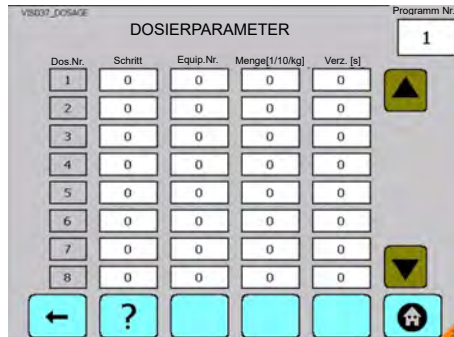 VIS037_DOSAGE
DOSIERPARAMETER
Programm Nr.
1
Dos.Nr. Schritt Equip.Nr. Menge[1/10/kg] Verz. [s]
1 0 0 0 0
2 0 0 0 0
3 0 0 0 0
4 0 0 0 0
5 0 0 0 0
6 0 0 0 0
7 0 0 0 0
8 0 0 0 0
?